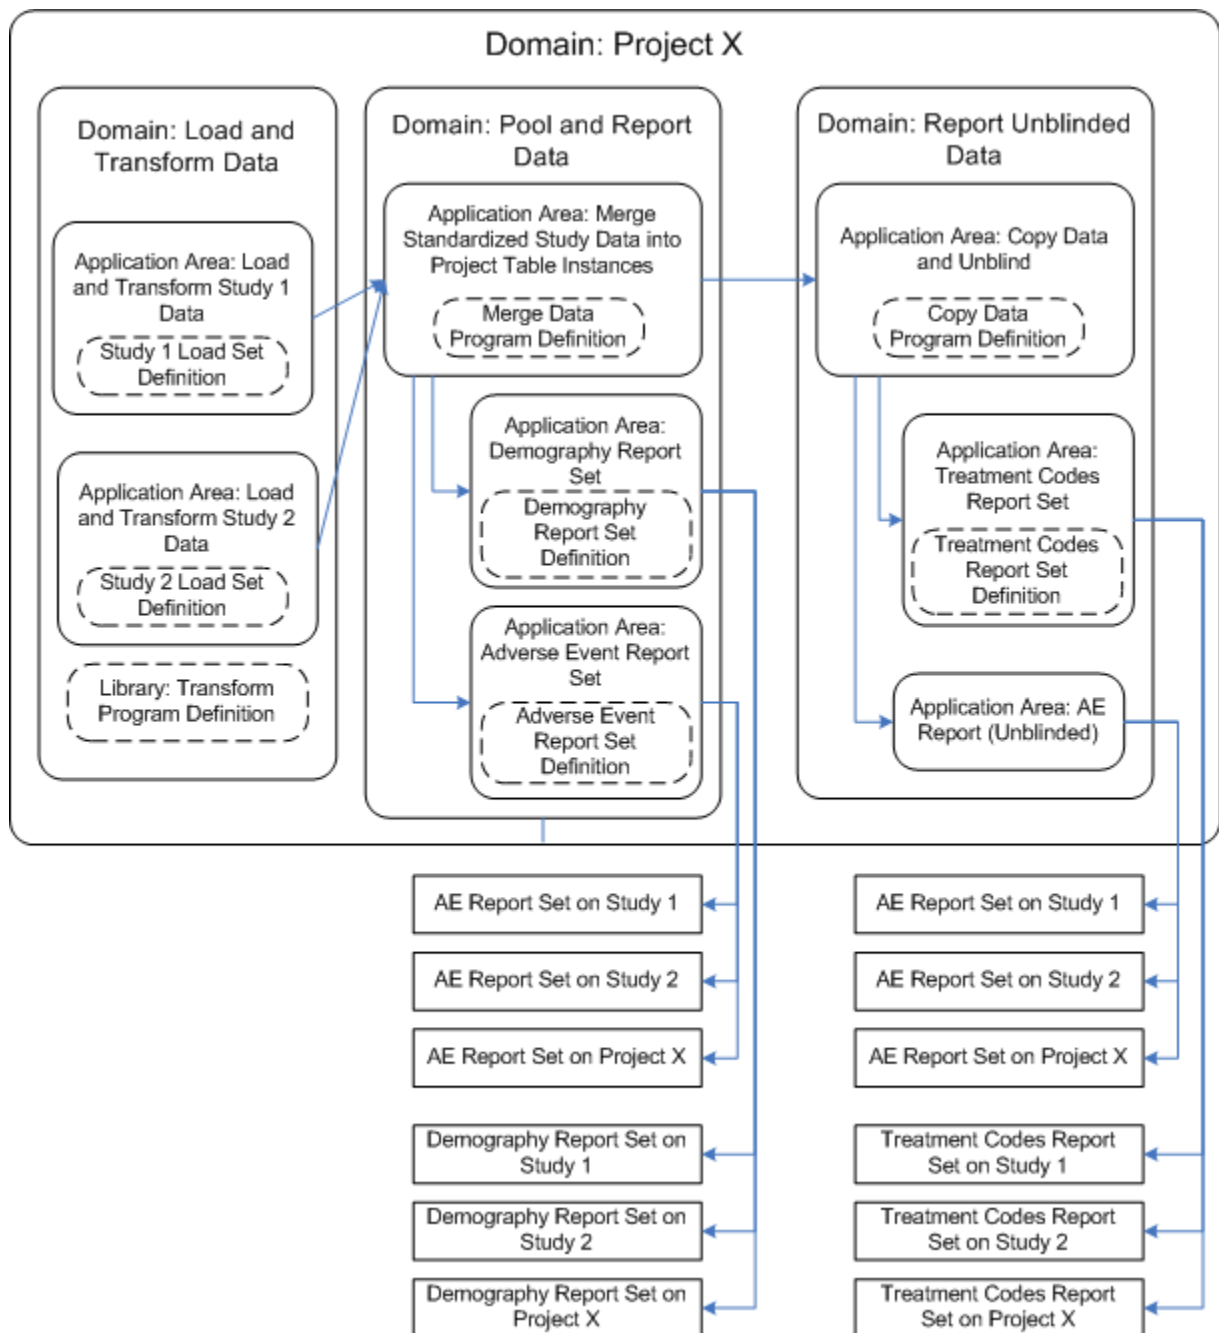 Domain: Project X
Domain: Load and
Transform Data
Application Area: Load
and Transform Study 1
Data
Study 1 Load Set
Definition
Application Area: Load
and Transform Study 2
Data
Study 2 Load Set
Definition
Library: Transform
Program Definition
Domain: Pool and Report
Data
Application Area: Merge
Standardized Study Data into
Project Table Instances
Merge Data
Program Definition
Application Area:
Demography Report
Set
Demography
Report Set
Definition
Application Area:
Adverse Event Report
Set
Adverse Event
Report Set
Definition
Domain: Report Unblinded
Data
Application Area: Copy Data
and Unblind
Copy Data
Program Definition
Application Area:
Treatment Codes
Report Set
Treatment Codes
Report Set
Definition
Application Area: AE
Report (Unblinded)
AE Report Set on Study 1
AE Report Set on Study 2
AE Report Set on Project X
Demography Report Set on
Study 1
Demography Report Set on
Study 2
Demography Report Set on
Project X
AE Report Set on Study 1
AE Report Set on Study 2
AE Report Set on Project X
Treatment Codes Report
Set on Study 1
Treatment Codes Report
Set on Study 2
Treatment Codes Report
Set on Project X